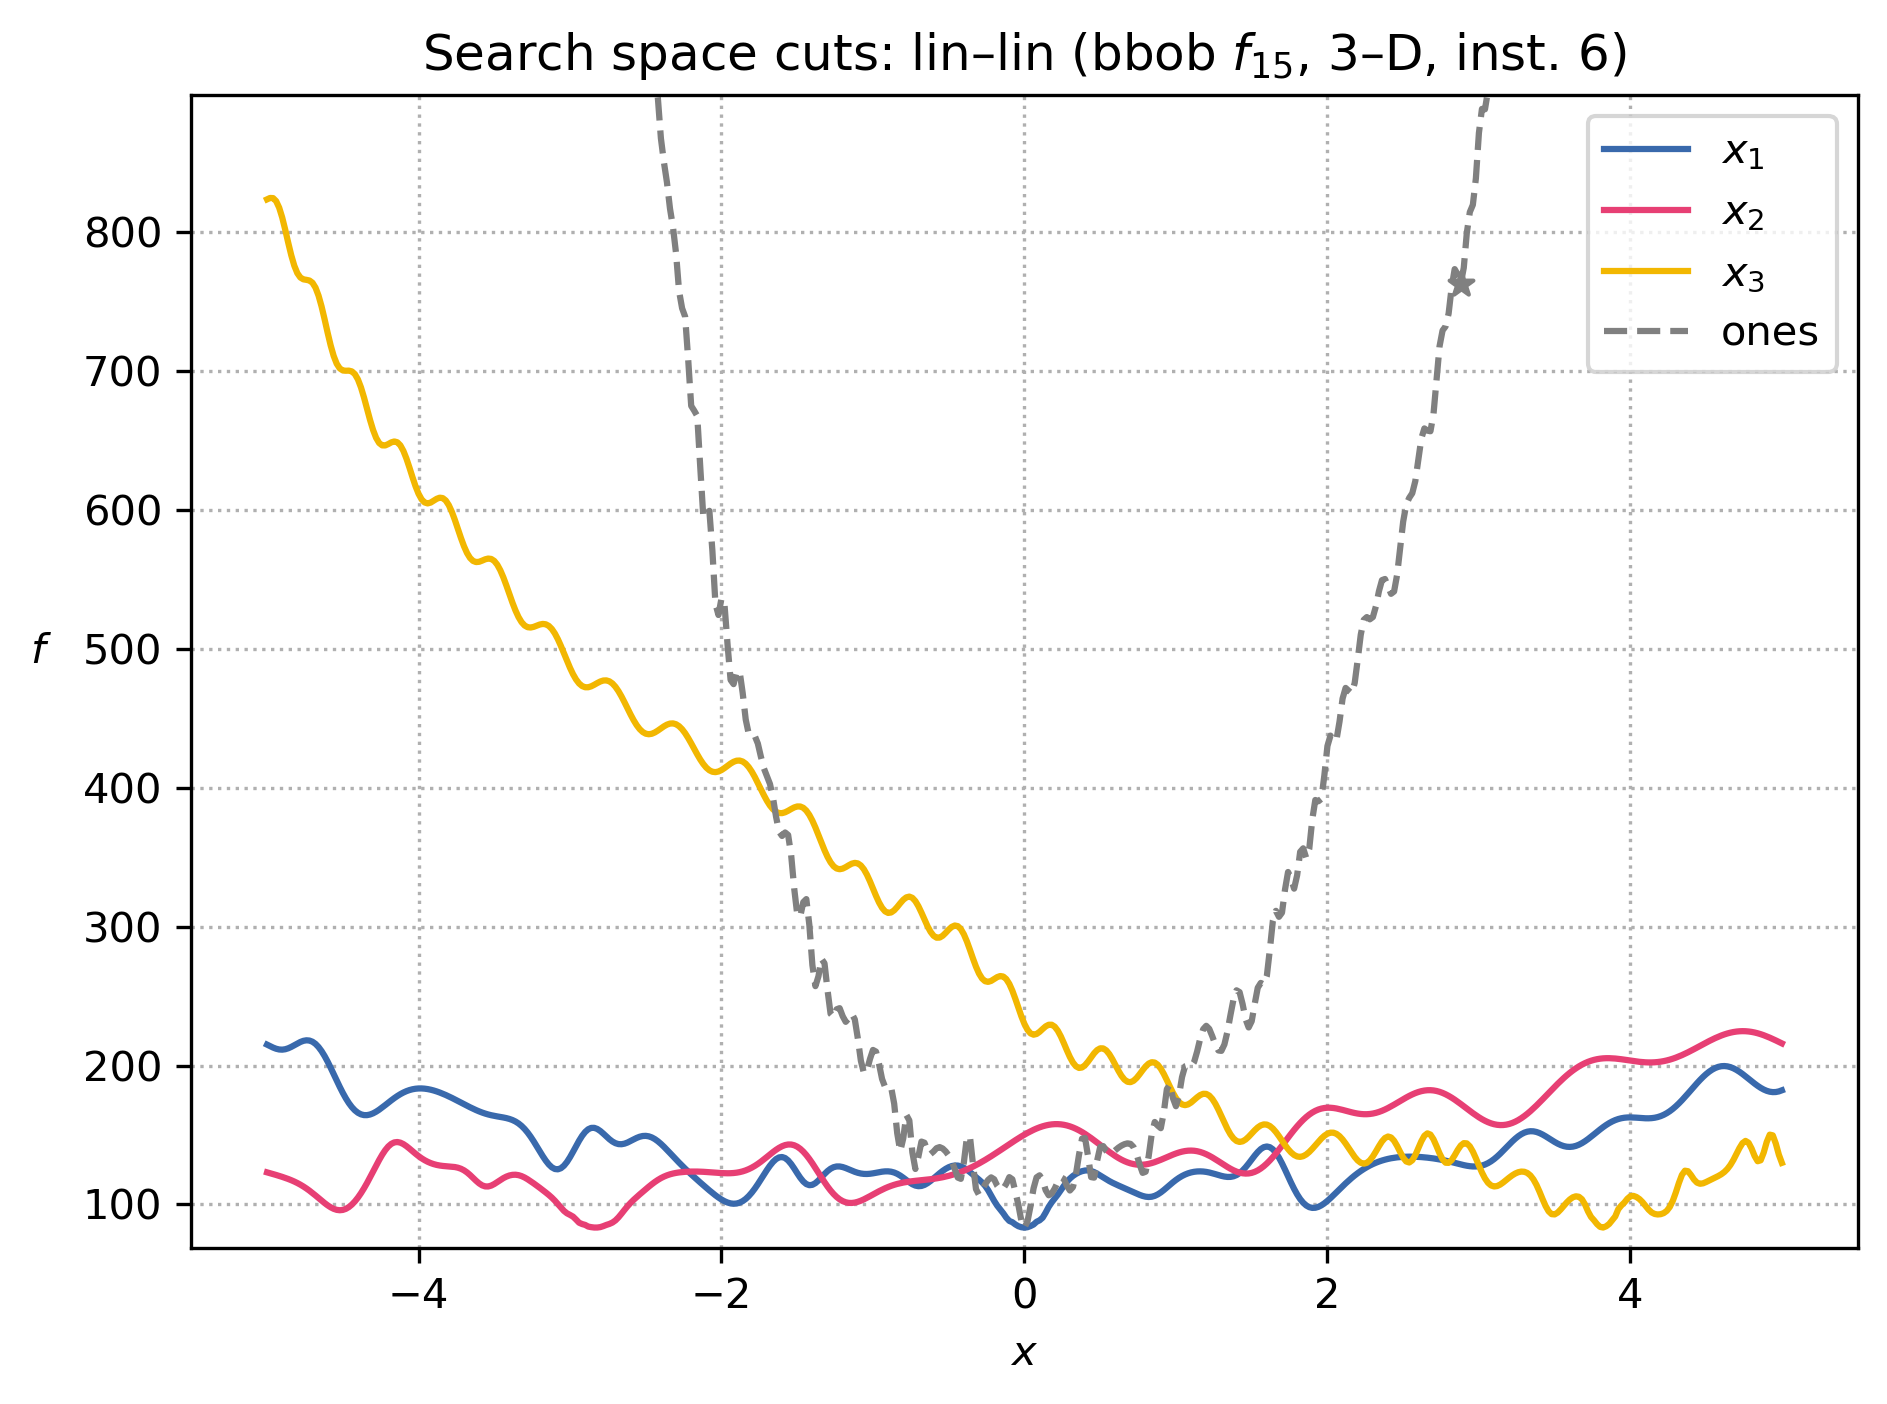 Search space cuts: lin–lin (bbob f15, 3–D, inst. 6)
x1
x2
x3
ones
f
800
700
600
500
400
300
200
100
−4 −2 0 2 4
x